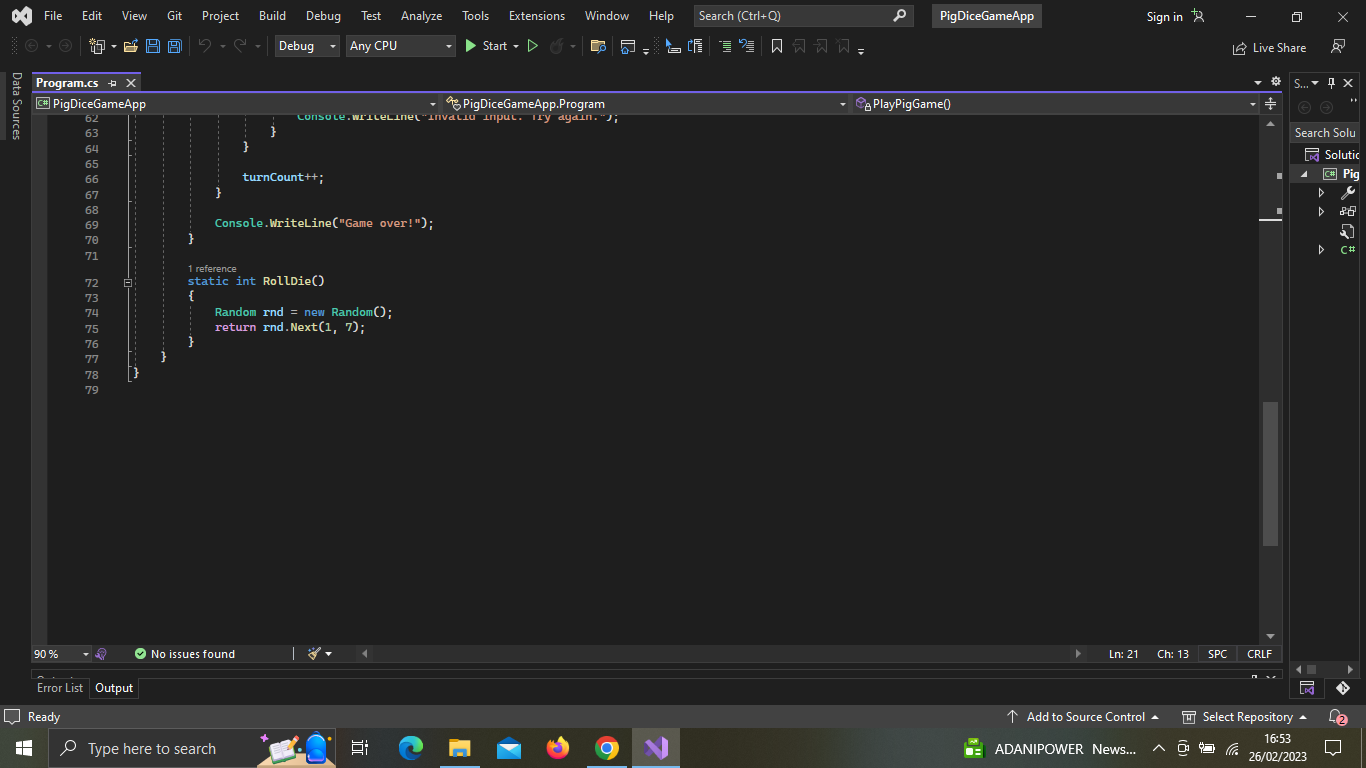 File Edit View Git Project Build Debug Test Analyze Tools Extensions Window Help Search (Ctrl+Q) PigDiceGameApp Sign in
Debug Any CPU Start Live Share
Data Sources
Program.cs S...
PigDiceGameApp PigDiceGameApp.Program PlayPigGame()
62 Console.WriteLine("Invalid input. Try again.");
63 }
64 }
65
66 turnCount++;
67 }
68
69 Console.WriteLine("Game over!");
70 }
71
1 reference
72 static int RollDie()
73 {
74 Random rnd = new Random();
75 return rnd.Next(1, 7);
76 }
77 }
78 }
79
Search Solu
Solutic
C# Pig
C#
90 % No issues found Ln: 21 Ch: 13 SPC CRLF
Error List Output
Ready Add to Source Control Select Repository 2
Type here to search ADANIPOWER News... 16:53
26/02/2023